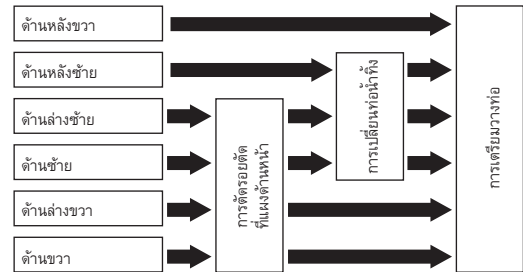 ด้านหลังขวา
ด้านหลังซ้าย
ด้านล่างซ้าย
ด้านซ้าย
ด้านล่างขวา
ด้านขวา
การตัดรอยตัด
ที่แผงด้านหน้า
การเปลี่ยนท่อน้ำทิ้ง
การเตรียมวางท่อ